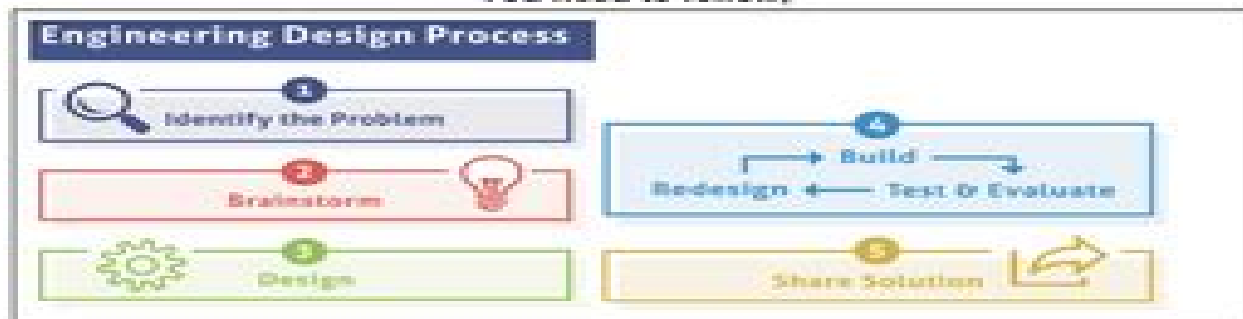 Engineering Design Process
1
Identify the Problem
2
Brainstorm
3
Design
4
Build
Redesign
Test & Evaluate
5
Share Solution